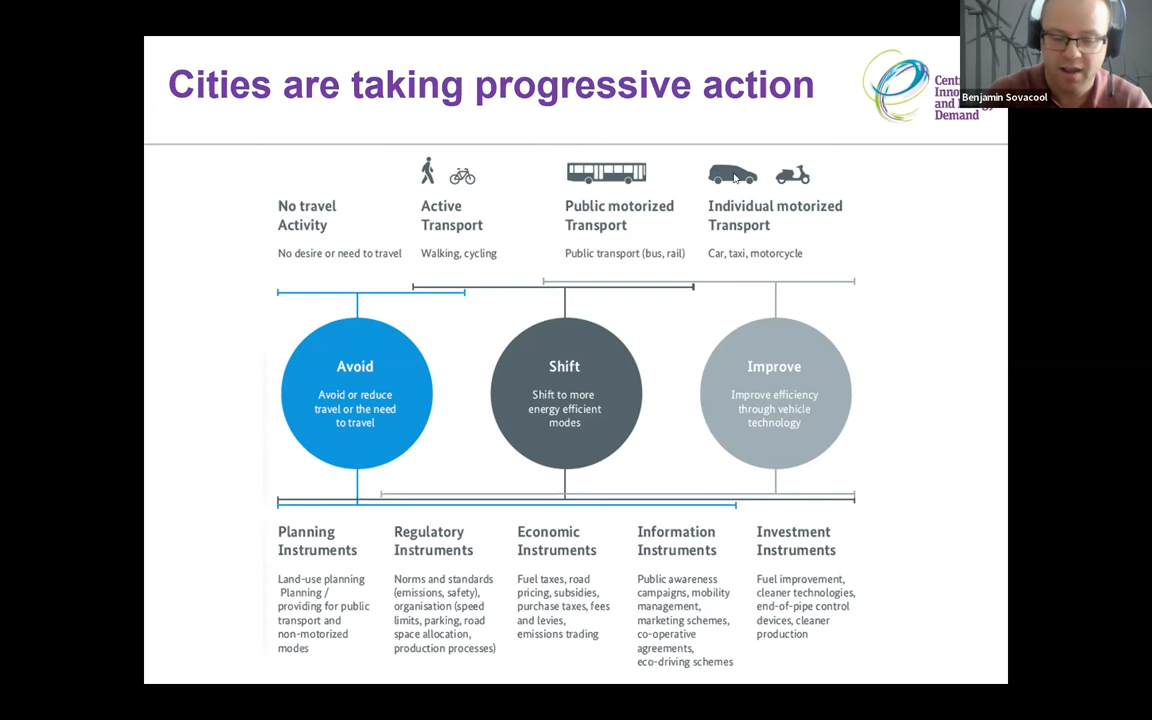 Cities are taking progressive action
Innov
and
Demand
Benjamin Sovacool
No travel
Activity
No desire or need to travel
Active
Transport
Walking, cycling
Public motorized
Transport
Public transport (bus, rail)
Individual motorized
Transport
Car, taxi, motorcycle
Avoid
Avoid or reduce
travel or the need
to travel
Shift
Shift to more
energy efficient
modes
Improve
Improve efficiency
through vehicle
technology
Planning
Instruments
Land-use planning
Planning /
providing for public
transport and
non-motorized
modes
Regulatory
Instruments
Norms and standards
(emissions, safety),
organisation (speed
limits, parking, road
space allocation,
production processes)
Economic
Instruments
Fuel taxes, road
pricing, subsidies,
purchase taxes, fees
and levies,
emissions trading
Information
Instruments
Public awareness
campaigns, mobility
management,
marketing schemes,
co-operative
agreements,
eco-driving schemes
Investment
Instruments
Fuel improvement,
cleaner technologies,
end-of-pipe control
devices, cleaner
production